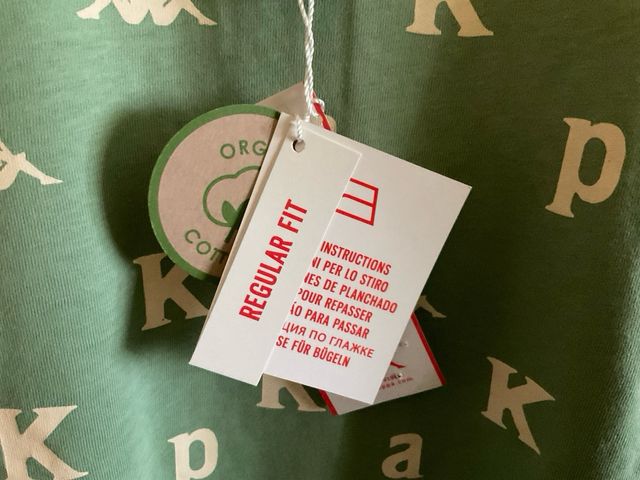 K
p
ORG
COT
REGULAR FIT
INSTRUCTIONS
NI PER LO STIRO
NES DE PLANCHADO
POUR REPASSER
ÃO PARA PASSAR
ЦИЯ ПО ГЛАЖКЕ
SE FÜR BÜGELN
K
K
K
p
a
K